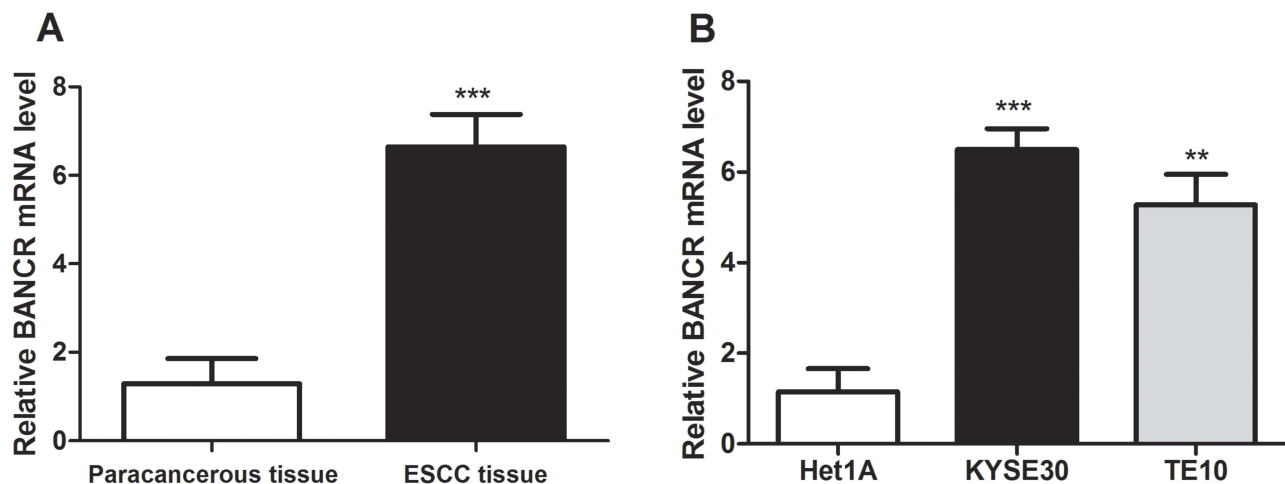 A
Relative BANCR mRNA level
8
6
4
2
0
***
Paracancerous tissue
ESCC tissue
B
Relative BANCR mRNA level
8
6
4
2
0
***
**
Het1A
KYSE30
TE10